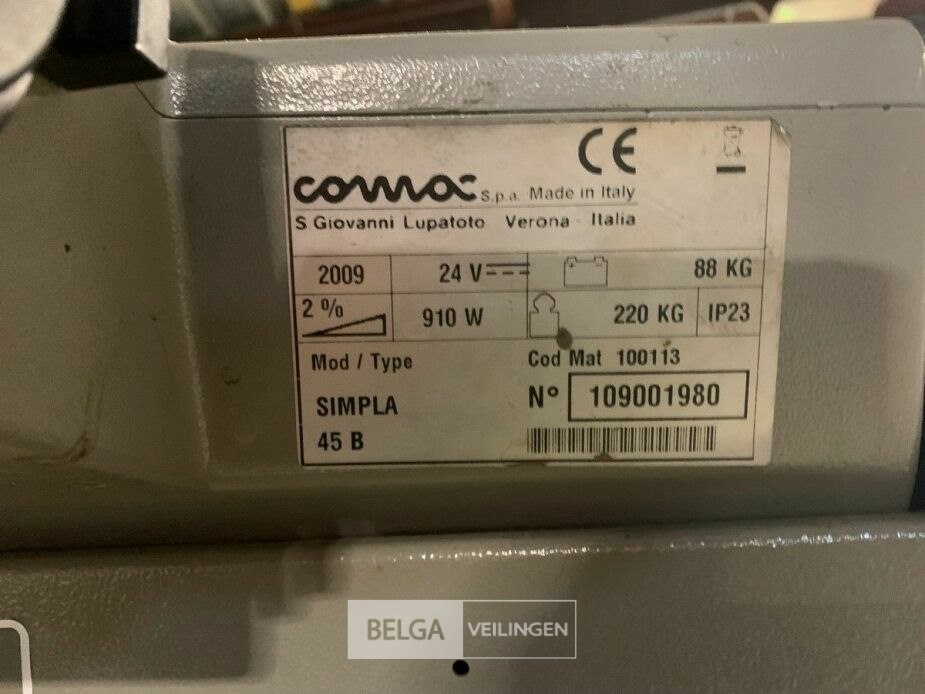 CE
comac S.p.a. Made in Italy
S.Giovanni Lupatoto Verona - Italia
2009 24 V 88 KG
2 % 910 W 220 KG IP23
Mod / Type Cod Mat 100113
SIMPLA N° 109001980
45 B
BELGA VEILINGEN